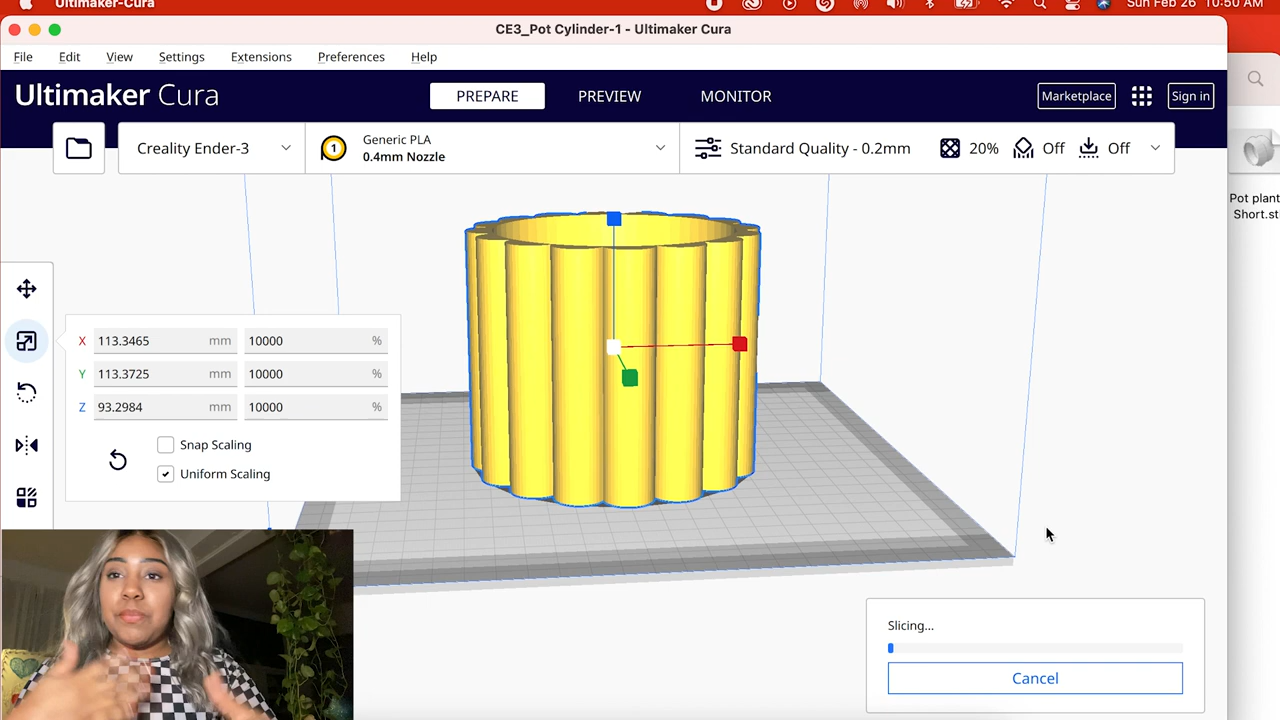 Ultimaker-Cura
Sun Feb 26 10:50 AM
CE3_Pot Cylinder-1 - Ultimaker Cura
File Edit View Settings Extensions Preferences Help
Ultimaker Cura
PREPARE PREVIEW MONITOR
Marketplace
Sign in
Creality Ender-3
1
Generic PLA
0.4mm Nozzle
Standard Quality - 0.2mm
20%
Off
Off
Pot plant
Short.st
X 113.3465 mm 10000 %
Y 113.3725 mm 10000 %
Z 93.2984 mm 10000 %
Snap Scaling
Uniform Scaling
Slicing...
Cancel